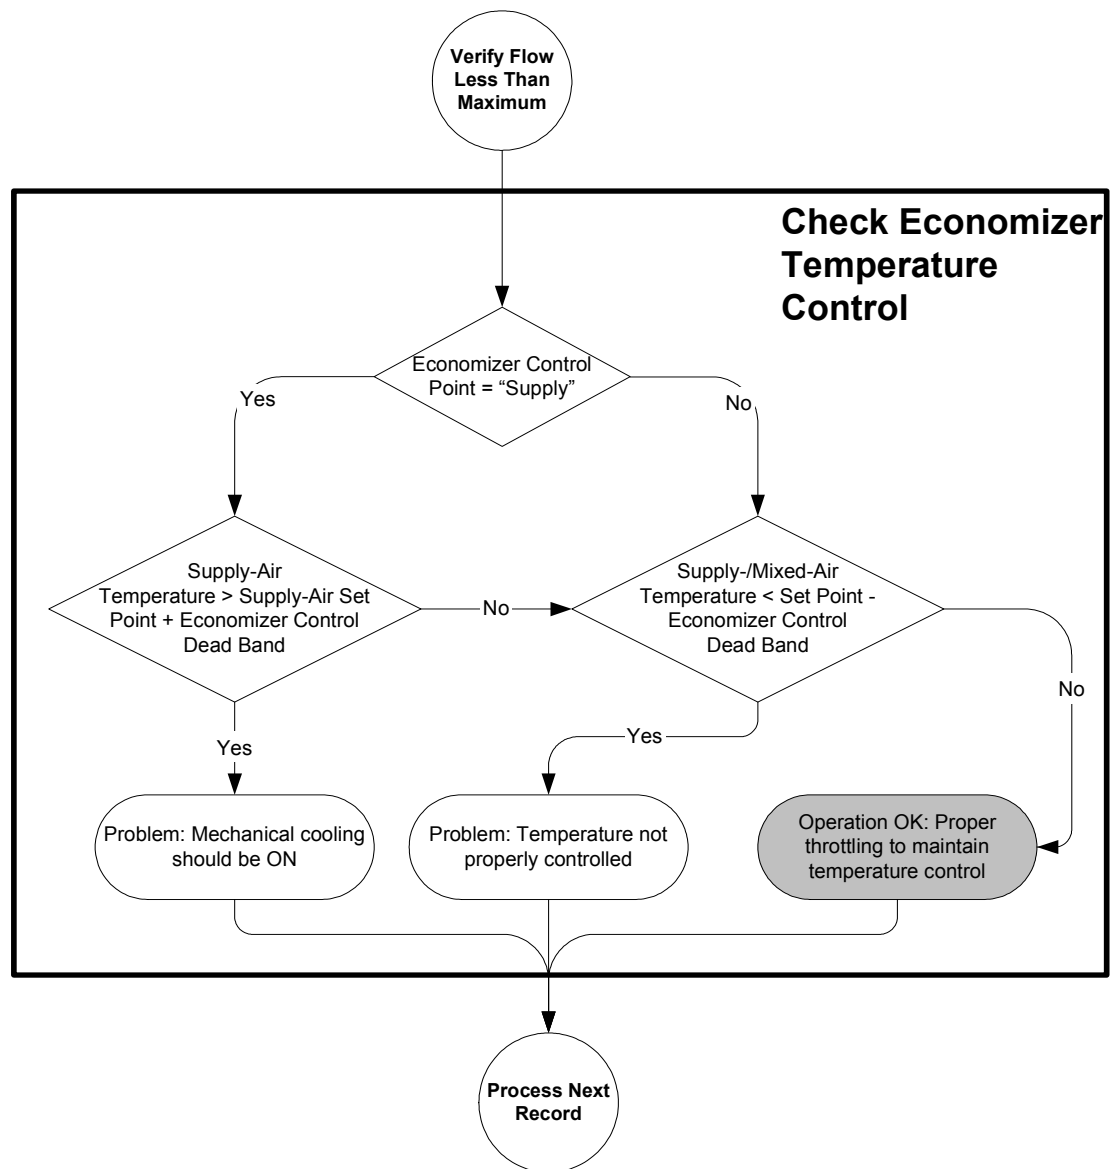 Verify Flow
Less Than
Maximum
Check Economizer
Temperature
Control
Economizer Control
Point = “Supply”
Yes
No
Supply-Air
Temperature > Supply-Air Set
Point + Economizer Control
Dead Band
No
Supply-/Mixed-Air
Temperature < Set Point -
Economizer Control
Dead Band
No
Yes
Yes
Problem: Mechanical cooling
should be ON
Problem: Temperature not
properly controlled
Operation OK: Proper
throttling to maintain
temperature control
Process Next
Record